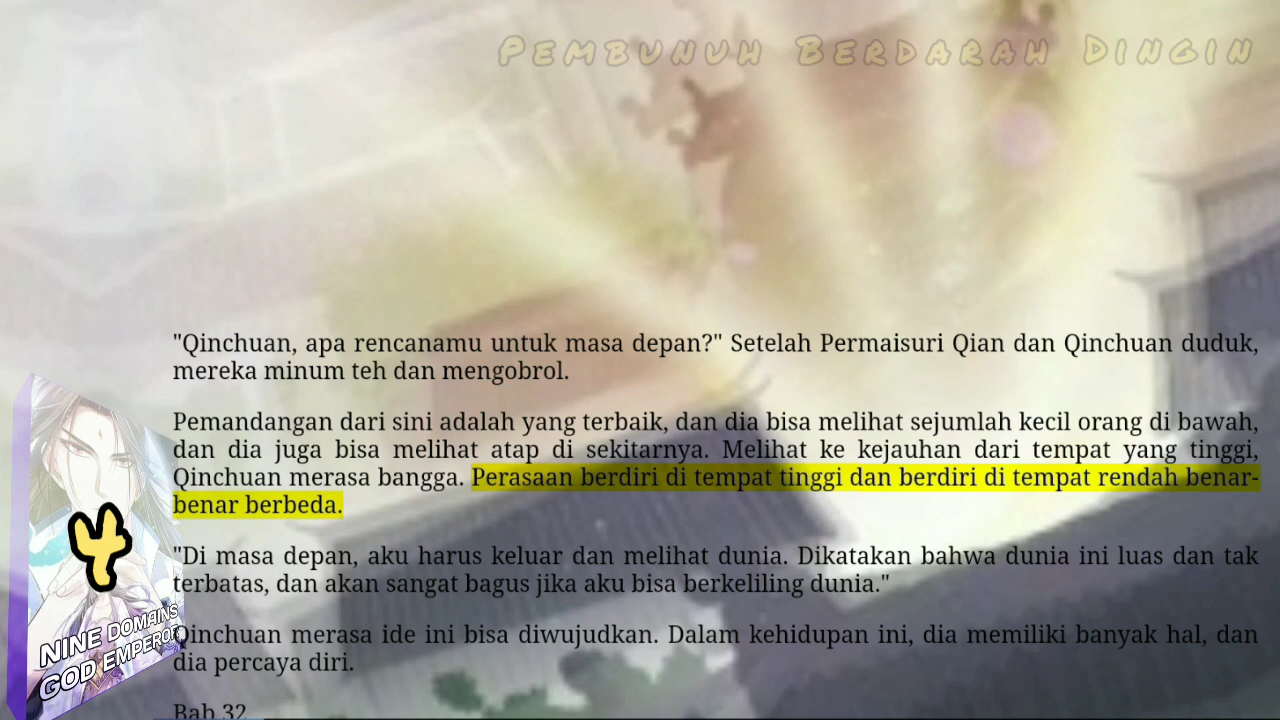 Pembunuh Berdarah Dingin
"Qinchuan, apa rencanamu untuk masa depan?" Setelah Permaisuri Qian dan Qinchuan duduk,
mereka minum teh dan mengobrol.
Pemandangan dari sini adalah yang terbaik, dan dia bisa melihat sejumlah kecil orang di bawah,
dan dia juga bisa melihat atap di sekitarnya. Melihat ke kejauhan dari tempat yang tinggi,
Qinchuan merasa bangga. Perasaan berdiri di tempat tinggi dan berdiri di tempat rendah benar-
benar berbeda.
"Di masa depan, aku harus keluar dan melihat dunia. Dikatakan bahwa dunia ini luas dan tak
terbatas, dan akan sangat bagus jika aku bisa berkeliling dunia."
Qinchuan merasa ide ini bisa diwujudkan. Dalam kehidupan ini, dia memiliki banyak hal, dan
dia percaya diri.
Bab 32
4
NINE DOMAINS
GOD EMPEROR